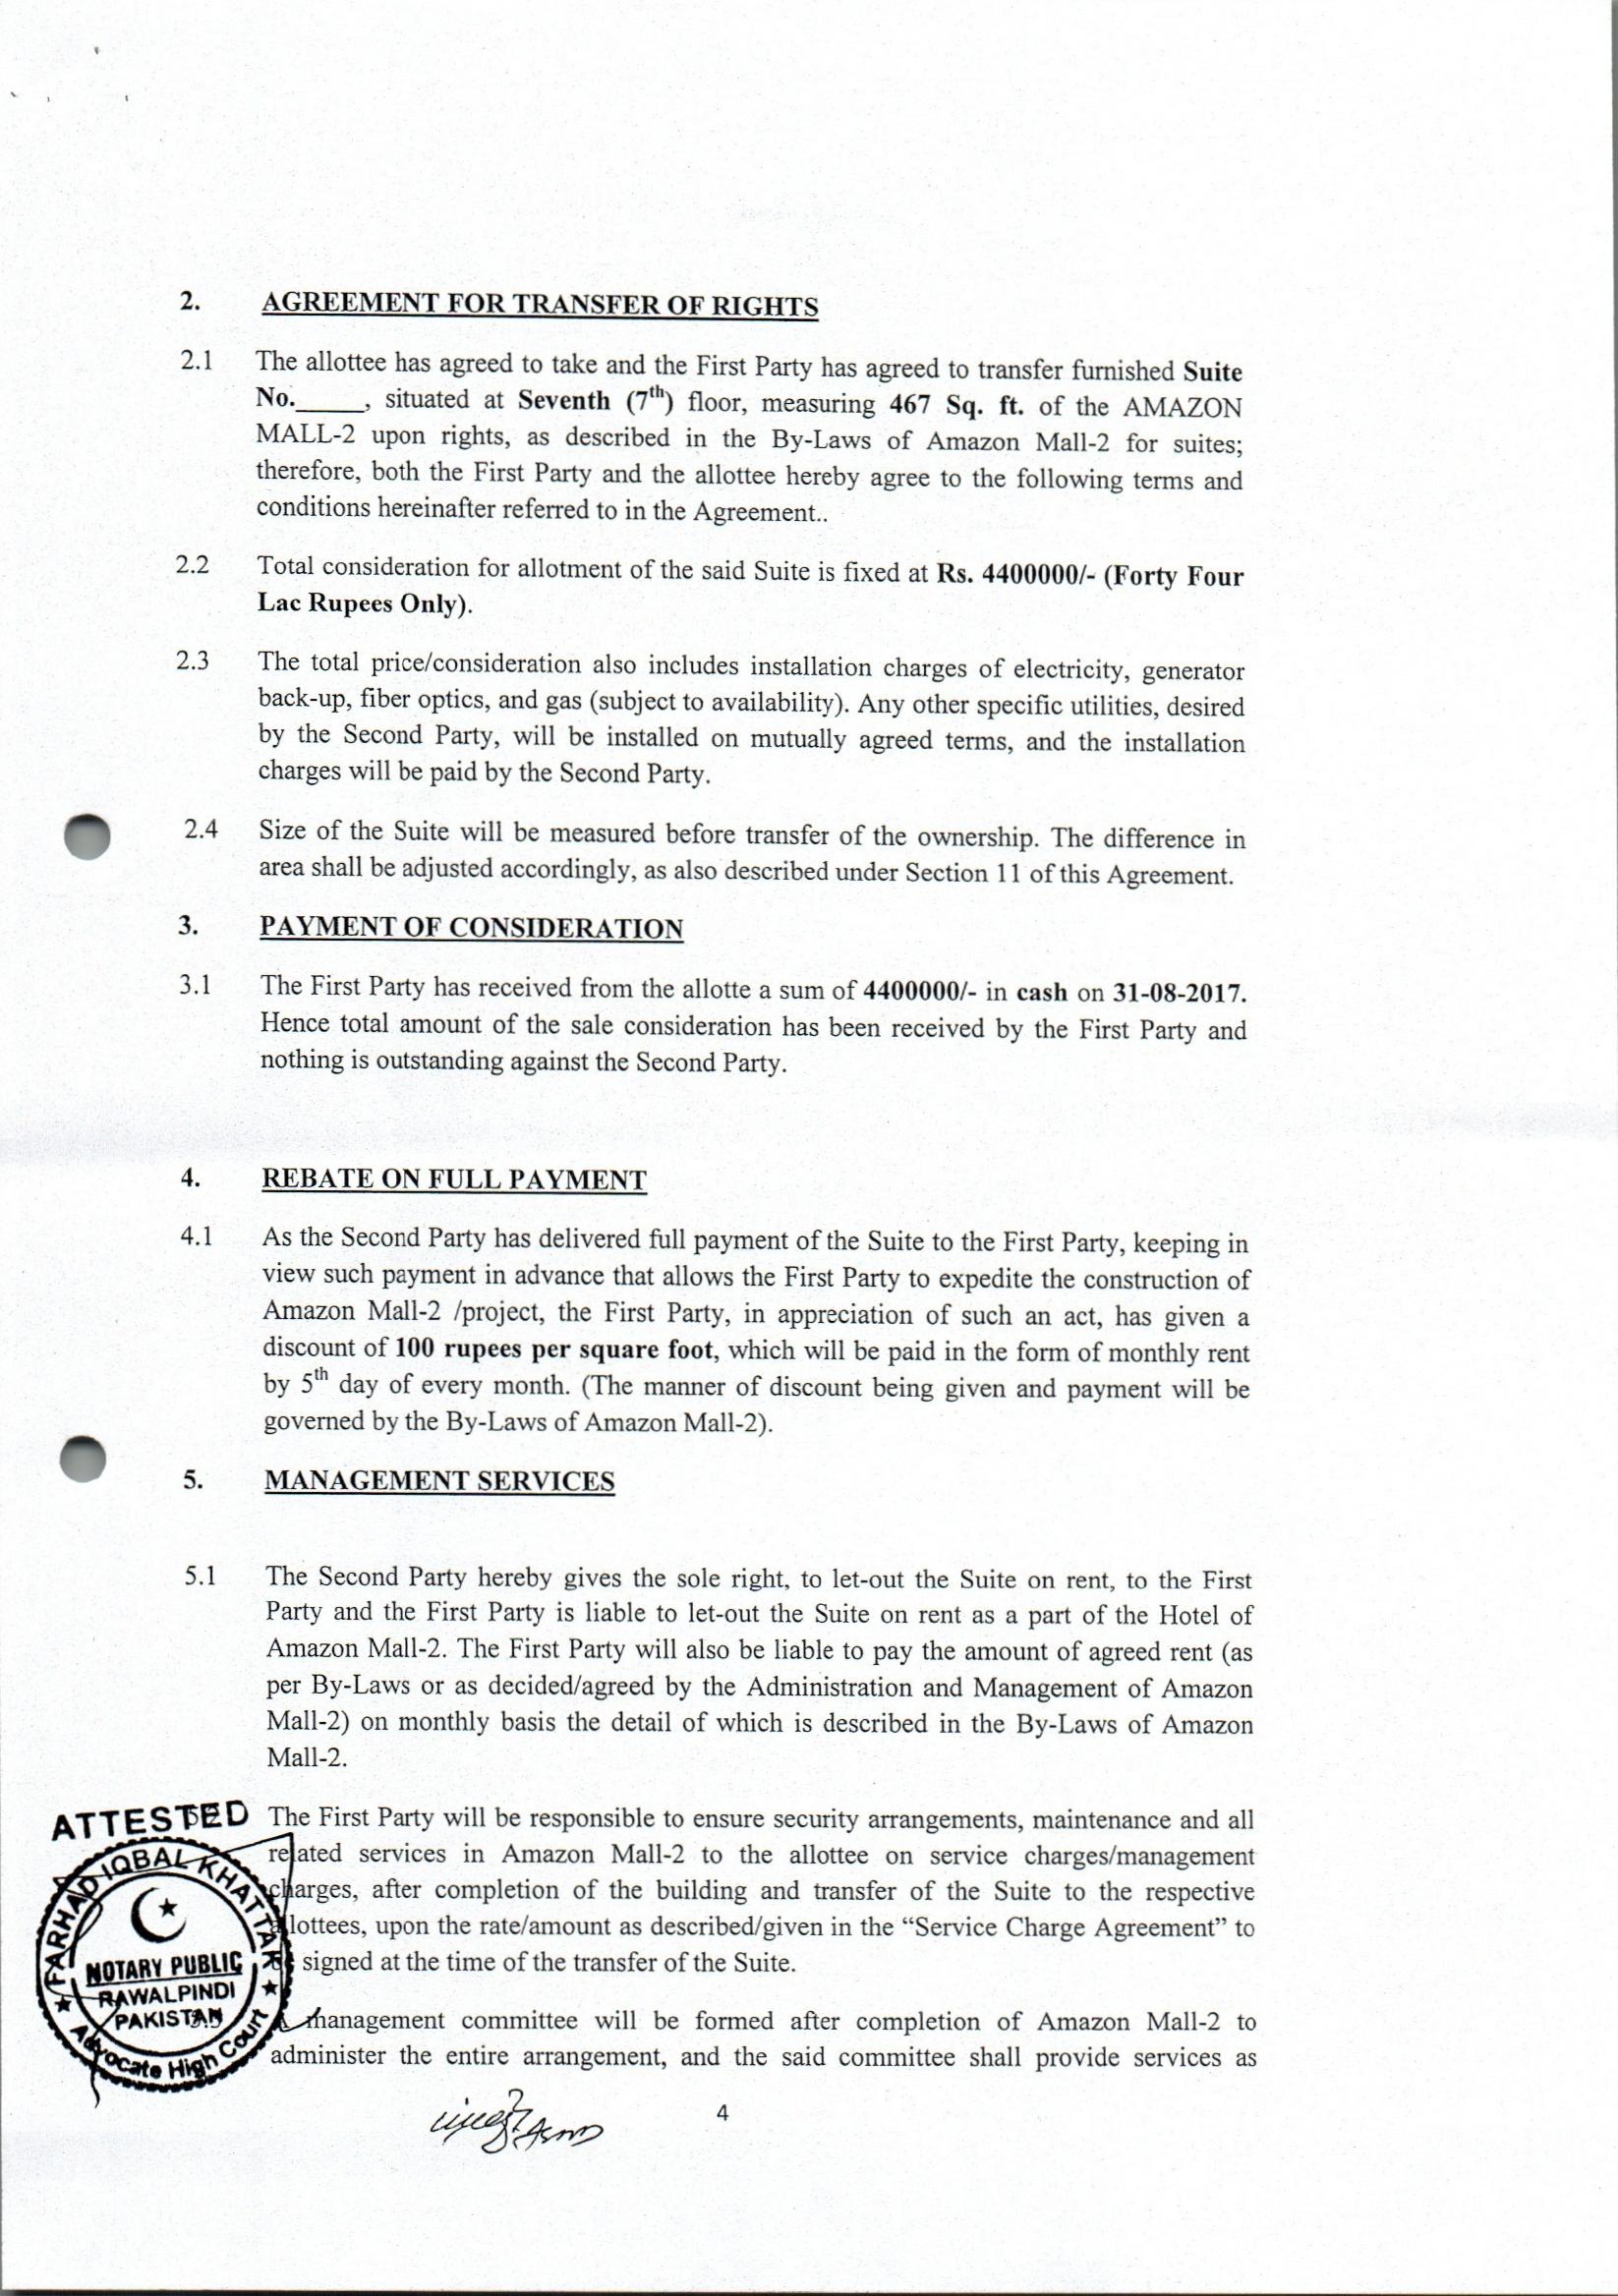 2. AGREEMENT FOR TRANSFER OF RIGHTS
2.1 The allottee has agreed to take and the First Party has agreed to transfer furnished Suite
No._____, situated at Seventh (7th) floor, measuring 467 Sq. ft. of the AMAZON
MALL-2 upon rights, as described in the By-Laws of Amazon Mall-2 for suites;
therefore, both the First Party and the allottee hereby agree to the following terms and
conditions hereinafter referred to in the Agreement..
2.2 Total consideration for allotment of the said Suite is fixed at Rs. 4400000/- (Forty Four
Lac Rupees Only).
2.3 The total price/consideration also includes installation charges of electricity, generator
back-up, fiber optics, and gas (subject to availability). Any other specific utilities, desired
by the Second Party, will be installed on mutually agreed terms, and the installation
charges will be paid by the Second Party.
2.4 Size of the Suite will be measured before transfer of the ownership. The difference in
area shall be adjusted accordingly, as also described under Section 11 of this Agreement.
3. PAYMENT OF CONSIDERATION
3.1 The First Party has received from the allotte a sum of 4400000/- in cash on 31-08-2017.
Hence total amount of the sale consideration has been received by the First Party and
nothing is outstanding against the Second Party.
4. REBATE ON FULL PAYMENT
4.1 As the Second Party has delivered full payment of the Suite to the First Party, keeping in
view such payment in advance that allows the First Party to expedite the construction of
Amazon Mall-2 /project, the First Party, in appreciation of such an act, has given a
discount of 100 rupees per square foot, which will be paid in the form of monthly rent
by 5th day of every month. (The manner of discount being given and payment will be
governed by the By-Laws of Amazon Mall-2).
5. MANAGEMENT SERVICES
5.1 The Second Party hereby gives the sole right, to let-out the Suite on rent, to the First
Party and the First Party is liable to let-out the Suite on rent as a part of the Hotel of
Amazon Mall-2. The First Party will also be liable to pay the amount of agreed rent (as
per By-Laws or as decided/agreed by the Administration and Management of Amazon
Mall-2) on monthly basis the detail of which is described in the By-Laws of Amazon
Mall-2.
5.2 The First Party will be responsible to ensure security arrangements, maintenance and all
related services in Amazon Mall-2 to the allottee on service charges/management
charges, after completion of the building and transfer of the Suite to the respective
allottees, upon the rate/amount as described/given in the “Service Charge Agreement” to
signed at the time of the transfer of the Suite.
5.3 A management committee will be formed after completion of Amazon Mall-2 to
administer the entire arrangement, and the said committee shall provide services as
ATTESTED
FARHAD IQBAL KHATTAK
NOTARY PUBLIC
RAWALPINDI
PAKISTAN
Advocate High Court
4